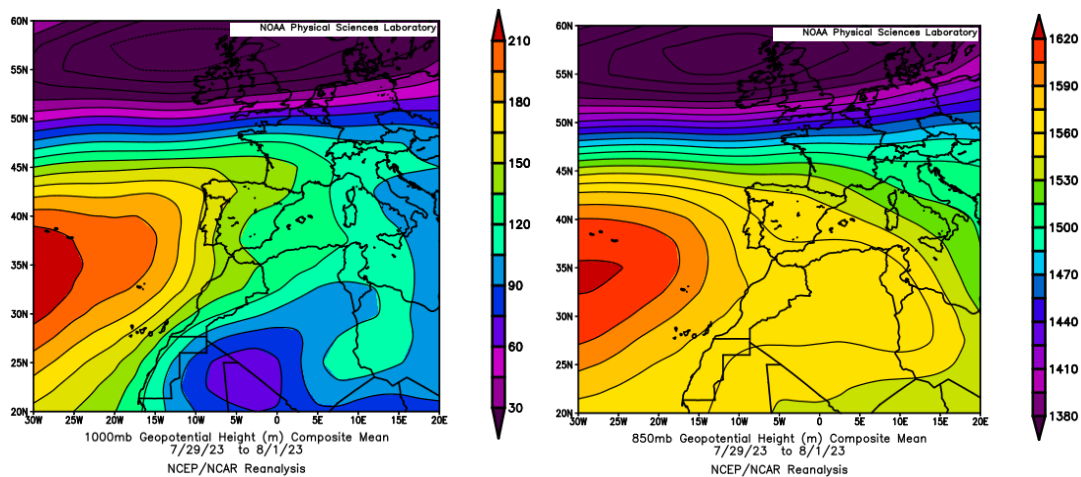 NOAA Physical Sciences Laboratory
60N
55N
50N
45N
40N
35N
30N
25N
20N
30W 25W 20W 15W 10W 5W 0 5E 10E 15E 20E
210
180
150
120
90
60
30
1000mb Geopotential Height (m) Composite Mean
7/29/23 to 8/1/23
NCEP/NCAR Reanalysis
NOAA Physical Sciences Laboratory
60N
55N
50N
45N
40N
35N
30N
25N
20N
30W 25W 20W 15W 10W 5W 0 5E 10E 15E 20E
1620
1590
1560
1530
1500
1470
1440
1410
1380
850mb Geopotential Height (m) Composite Mean
7/29/23 to 8/1/23
NCEP/NCAR Reanalysis